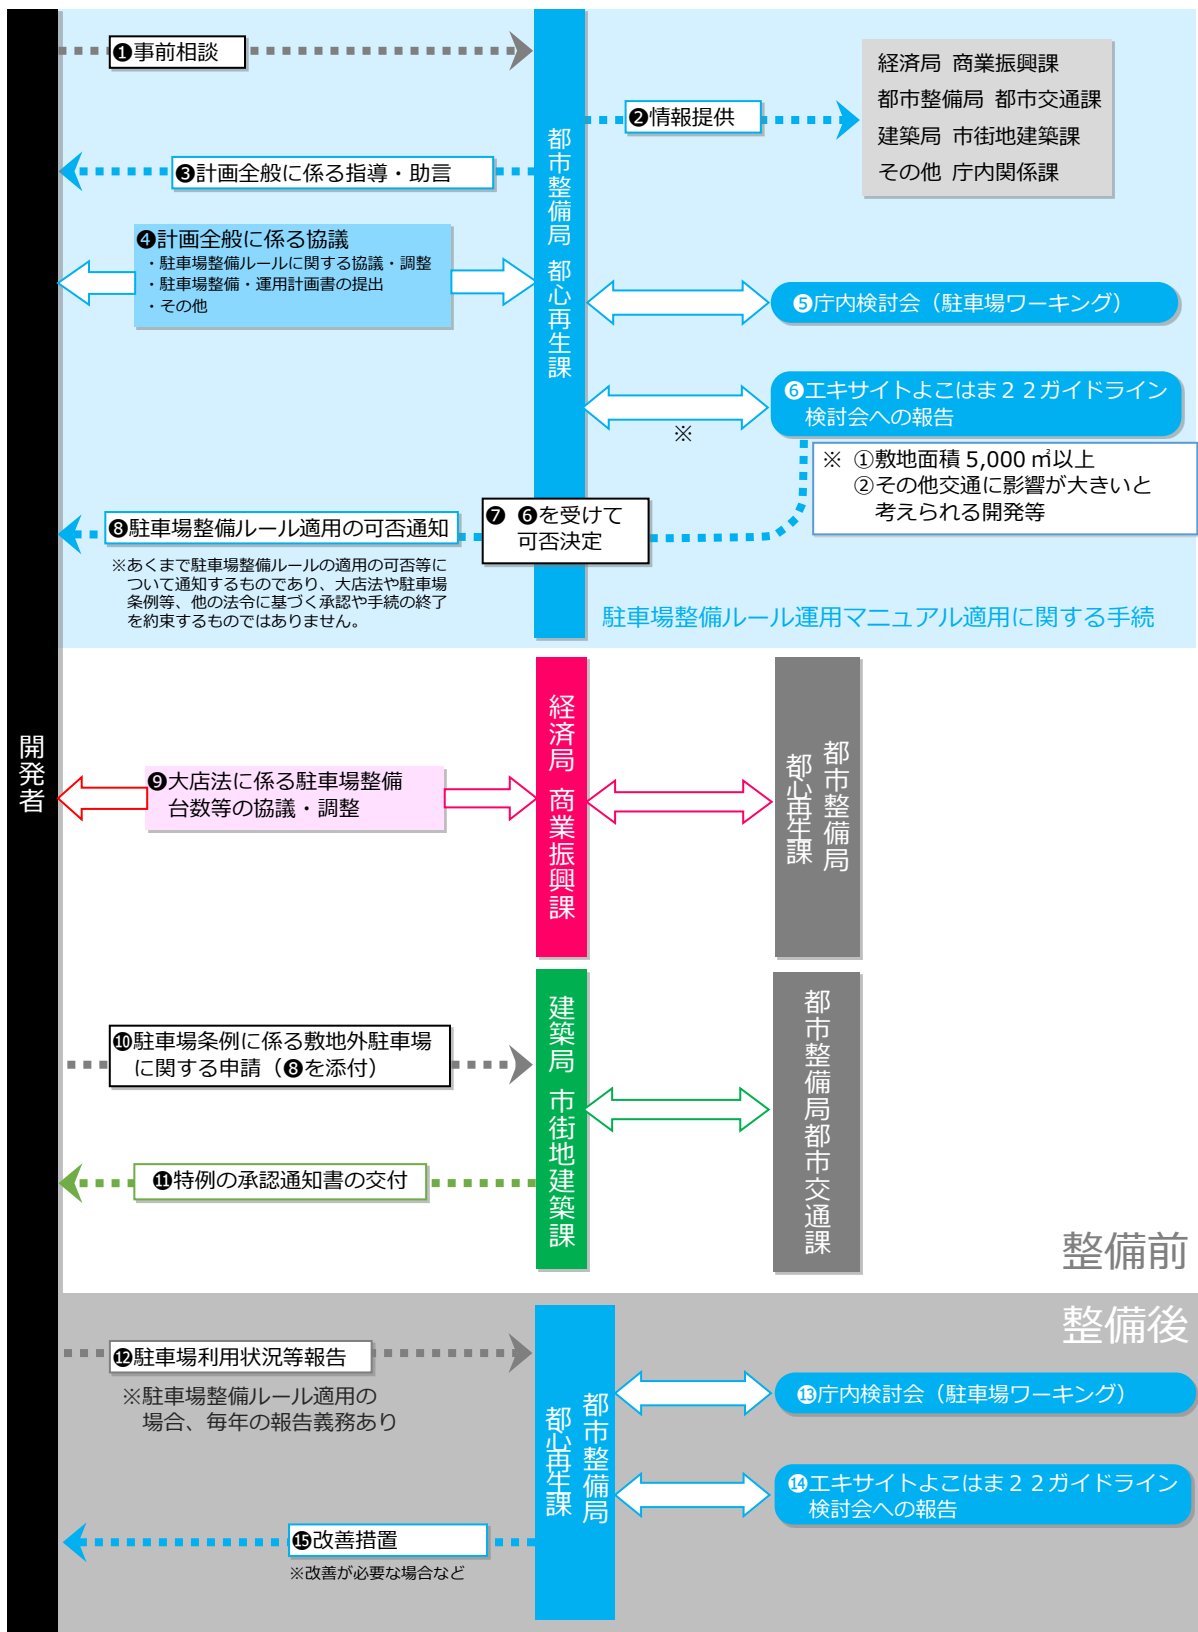 開発者
❶事前相談
都市整備局 都心再生課
❷情報提供
経済局 商業振興課
都市整備局 都市交通課
建築局 市街地建築課
その他 庁内関係課
❸計画全般に係る指導・助言
❹計画全般に係る協議
・駐車場整備ルールに関する協議・調整
・駐車場整備・運用計画書の提出
・その他
❺庁内検討会（駐車場ワーキング）
❻エキサイトよこはま２２ガイドライン
検討会への報告
※
※ ①敷地面積 5,000 ㎡以上
②その他交通に影響が大きいと
考えられる開発等
❼ ❻を受けて
可否決定
❽駐車場整備ルール適用の可否通知
※あくまで駐車場整備ルールの適用の可否等に
ついて通知するものであり、大店法や駐車場
条例等、他の法令に基づく承認や手続の終了
を約束するものではありません。
駐車場整備ルール運用マニュアル適用に関する手続
❾大店法に係る駐車場整備
台数等の協議・調整
経済局 商業振興課
都市整備局
都心再生課
❿駐車場条例に係る敷地外駐車場
に関する申請（❽を添付）
建築局 市街地建築課
都市整備局都市交通課
⓫特例の承認通知書の交付
整備前
整備後
⓬駐車場利用状況等報告
※駐車場整備ルール適用の
場合、毎年の報告義務あり
都市整備局
都心再生課
⓭庁内検討会（駐車場ワーキング）
⓮エキサイトよこはま２２ガイドライン
検討会への報告
⓯改善措置
※改善が必要な場合など